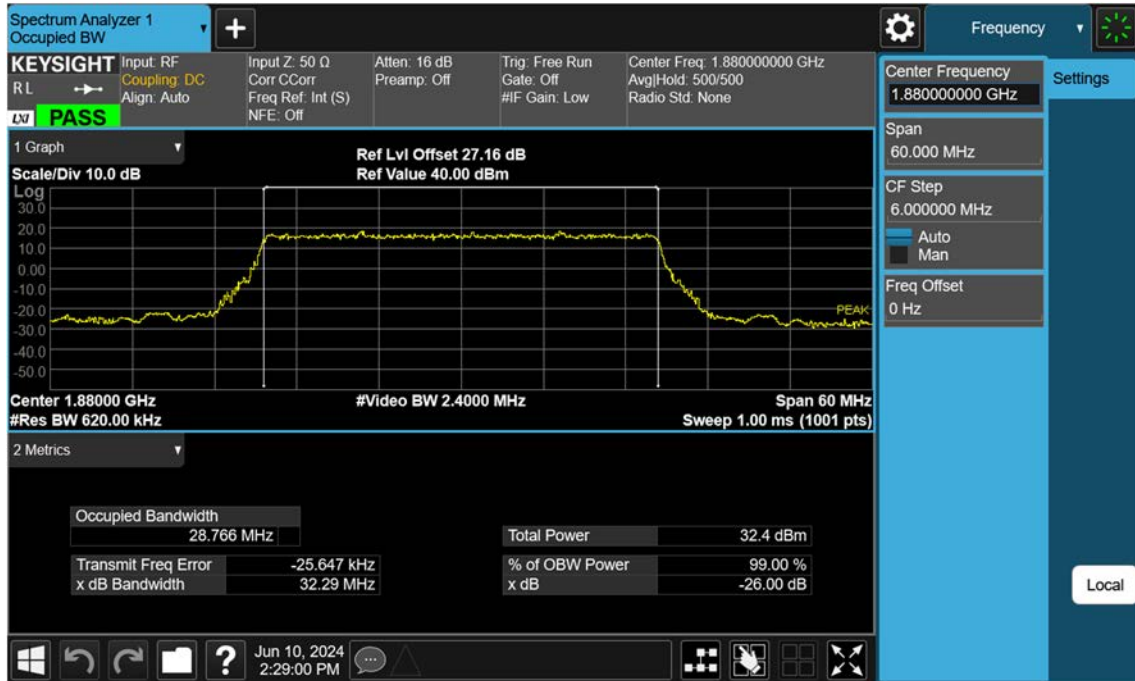 Spectrum Analyzer 1
Occupied BW
+
Frequency
KEYSIGHT
R L
LXI PASS
Input: RF
Coupling: DC
Align: Auto
Input Z: 50 Ω
Corr CCorr
Freq Ref: Int (S)
NFE: Off
Atten: 16 dB
Preamp: Off
Trig: Free Run
Gate: Off
#IF Gain: Low
Center Freq: 1.880000000 GHz
Avg|Hold: 500/500
Radio Std: None
Center Frequency
1.880000000 GHz
Settings
Span
60.000 MHz
CF Step
6.000000 MHz
Auto
Man
Freq Offset
0 Hz
Local
1 Graph
Scale/Div 10.0 dB
Ref Lvl Offset 27.16 dB
Ref Value 40.00 dBm
Log
30.0
20.0
10.0
0.00
-10.0
-20.0
-30.0
-40.0
-50.0
PEAK
Center 1.88000 GHz
#Video BW 2.4000 MHz
Span 60 MHz
#Res BW 620.00 kHz
Sweep 1.00 ms (1001 pts)
2 Metrics
Occupied Bandwidth
28.766 MHz
Total Power 32.4 dBm
Transmit Freq Error -25.647 kHz
% of OBW Power 99.00 %
x dB Bandwidth 32.29 MHz
x dB -26.00 dB
?
Jun 10, 2024
2:29:00 PM